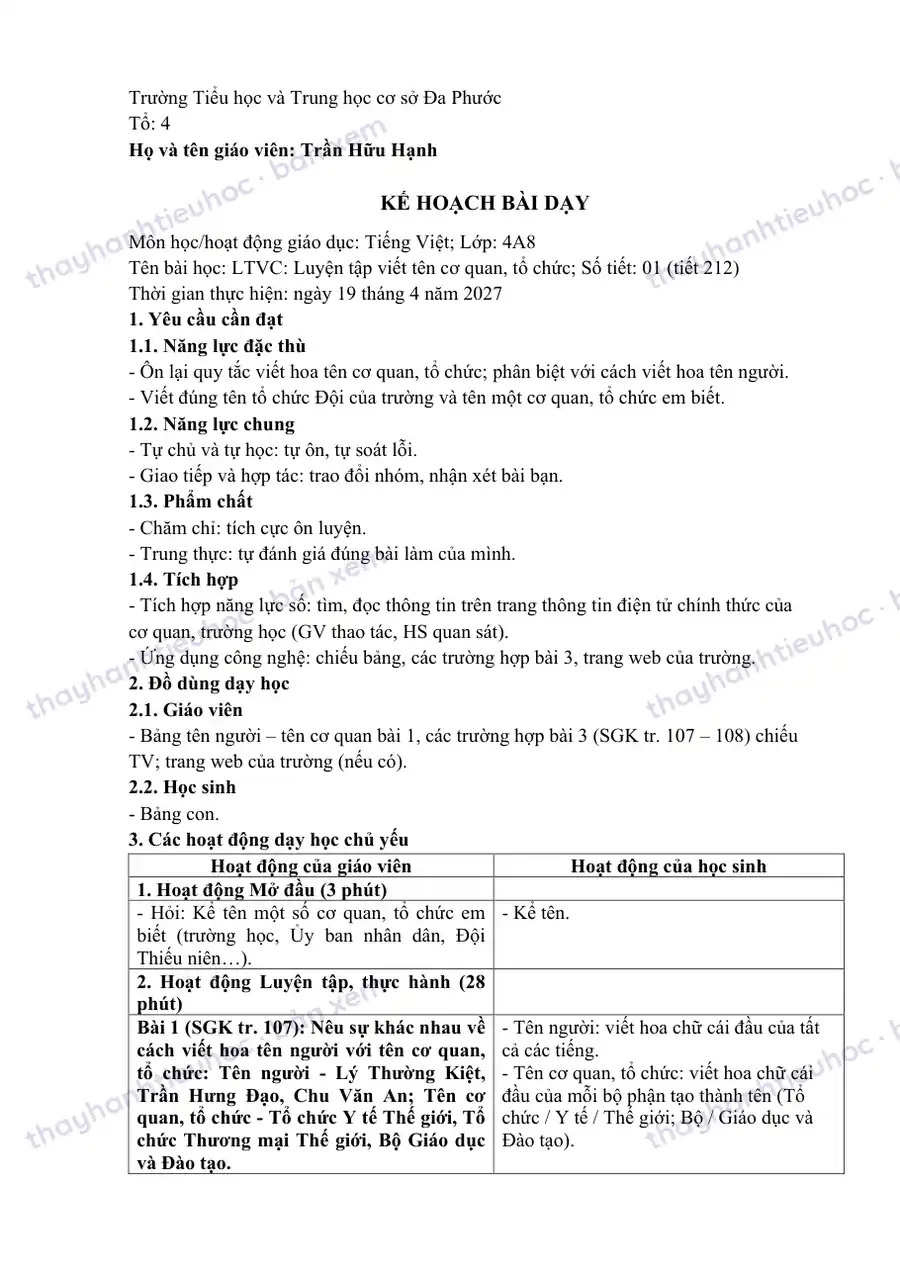 Trường Tiểu học và Trung học cơ sở Đa Phước
Tổ: 4
Họ và tên giáo viên: Trần Hữu Hạnh
KẾ HOẠCH BÀI DẠY
Môn học/hoạt động giáo dục: Tiếng Việt; Lớp: 4A8
Tên bài học: LTVC: Luyện tập viết tên cơ quan, tổ chức; Số tiết: 01 (tiết 212)
Thời gian thực hiện: ngày 19 tháng 4 năm 2027
1. Yêu cầu cần đạt
1.1. Năng lực đặc thù
- Ôn lại quy tắc viết hoa tên cơ quan, tổ chức; phân biệt với cách viết hoa tên người.
- Viết đúng tên tổ chức Đội của trường và tên một cơ quan, tổ chức em biết.
1.2. Năng lực chung
- Tự chủ và tự học: tự ôn, tự soát lỗi.
- Giao tiếp và hợp tác: trao đổi nhóm, nhận xét bài bạn.
1.3. Phẩm chất
- Chăm chỉ: tích cực ôn luyện.
- Trung thực: tự đánh giá đúng bài làm của mình.
1.4. Tích hợp
- Tích hợp năng lực số: tìm, đọc thông tin trên trang thông tin điện tử chính thức của
cơ quan, trường học (GV thao tác, HS quan sát).
- Ứng dụng công nghệ: chiếu bảng, các trường hợp bài 3, trang web của trường.
2. Đồ dùng dạy học
2.1. Giáo viên
- Bảng tên người – tên cơ quan bài 1, các trường hợp bài 3 (SGK tr. 107 – 108) chiếu
TV; trang web của trường (nếu có).
2.2. Học sinh
- Bảng con.
3. Các hoạt động dạy học chủ yếu
Hoạt động của giáo viên
Hoạt động của học sinh
1. Hoạt động Mở đầu (3 phút)
- Hỏi: Kể tên một số cơ quan, tổ chức em
biết (trường học, Ủy ban nhân dân, Đội
Thiếu niên…).
- Kể tên.
2. Hoạt động Luyện tập, thực hành (28
phút)
Bài 1 (SGK tr. 107): Nêu sự khác nhau về
cách viết hoa tên người với tên cơ quan,
tổ chức: Tên người - Lý Thường Kiệt,
Trần Hưng Đạo, Chu Văn An; Tên cơ
quan, tổ chức - Tổ chức Y tế Thế giới, Tổ
chức Thương mại Thế giới, Bộ Giáo dục
và Đào tạo.
- Tên người: viết hoa chữ cái đầu của tất
cả các tiếng.
- Tên cơ quan, tổ chức: viết hoa chữ cái
đầu của mỗi bộ phận tạo thành tên (Tổ
chức / Y tế / Thế giới; Bộ / Giáo dục và
Đào tạo).
thayhanhtieuhoc · bản xem
thayhanhtieuhoc · b
thayhanhtieuhoc · bản xem
thayhanhtieuhoc · b
thayhanhtieuhoc · bản xem
thayhanhtieuhoc · b